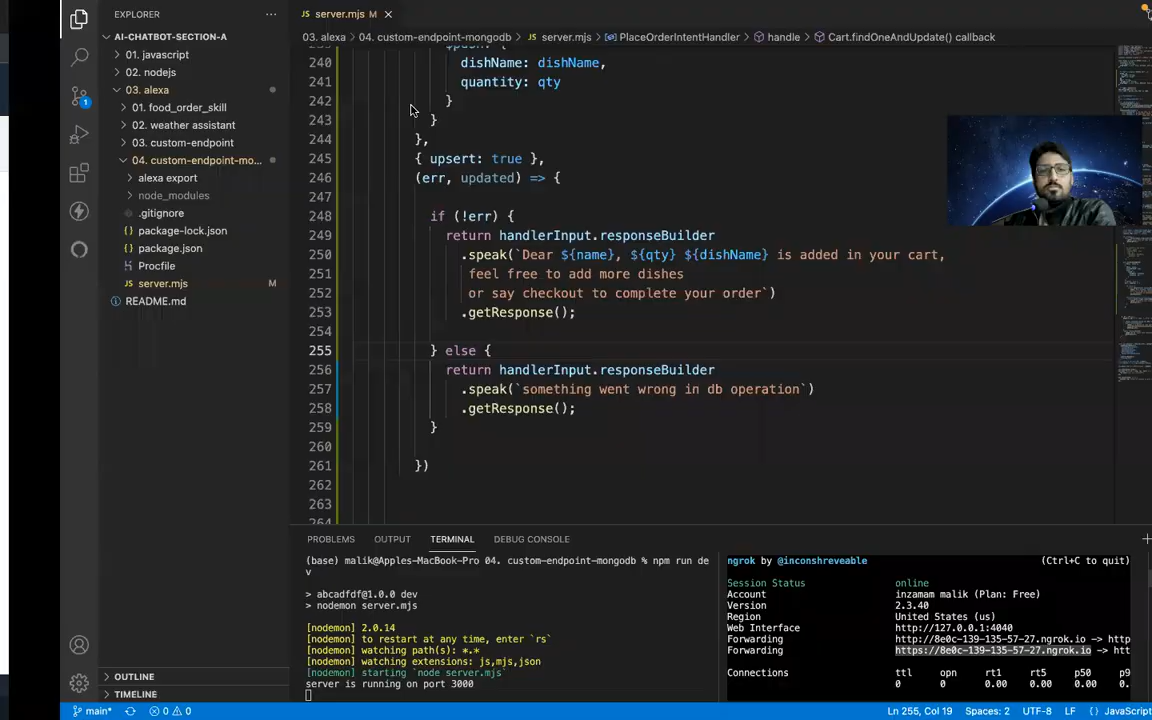 EXPLORER
AI-CHATBOT-SECTION-A
01. javascript
02. nodejs
03. alexa
01. food_order_skill
02. weather assistant
03. custom-endpoint
04. custom-endpoint-mo...
alexa export
node_modules
.gitignore
package-lock.json
package.json
Procfile
server.mjs M
README.md
OUTLINE
TIMELINE
server.mjs M
03. alexa > 04. custom-endpoint-mongodb > server.mjs > PlaceOrderIntentHandler > handle > Cart.findOneAndUpdate() callback
240 dishName: dishName,
241 quantity: qty
242 }
243 }
244 },
245 { upsert: true },
246 (err, updated) => {
247
248 if (!err) {
249 return handlerInput.responseBuilder
250 .speak(`Dear ${name}, ${qty} ${dishName} is added in your cart,
251 feel free to add more dishes
252 or say checkout to complete your order`)
253 .getResponse();
254
255 } else {
256 return handlerInput.responseBuilder
257 .speak(`something went wrong in db operation`)
258 .getResponse();
259 }
260
261 })
262
263
264
PROBLEMS OUTPUT TERMINAL DEBUG CONSOLE
(base) malik@Apples-MacBook-Pro 04. custom-endpoint-mongodb % npm run de
v
> abcadfdf@1.0.0 dev
> nodemon server.mjs
[nodemon] 2.0.14
[nodemon] to restart at any time, enter `rs`
[nodemon] watching path(s): *.*
[nodemon] watching extensions: js,mjs,json
[nodemon] starting `node server.mjs`
server is running on port 3000
ngrok by @inconshreveable (Ctrl+C to quit)
Session Status online
Account inzamam malik (Plan: Free)
Version 2.3.40
Region United States (us)
Web Interface http://127.0.0.1:4040
Forwarding http://8e0c-139-135-57-27.ngrok.io -> http
Forwarding https://8e0c-139-135-57-27.ngrok.io -> htt
Connections ttl opn rt1 rt5 p50 p9
0 0 0.00 0.00 0.00 0.0
main* 0 0 Ln 255, Col 19 Spaces: 2 UTF-8 LF JavaScript